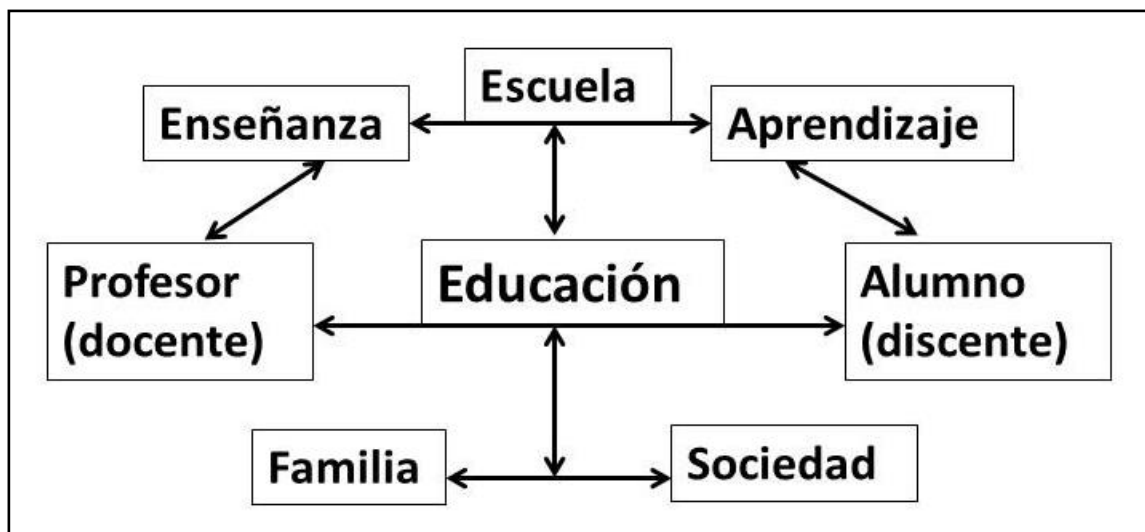 Escuela
Enseñanza
Aprendizaje
Profesor
(docente)
Educación
Alumno
(discente)
Familia
Sociedad